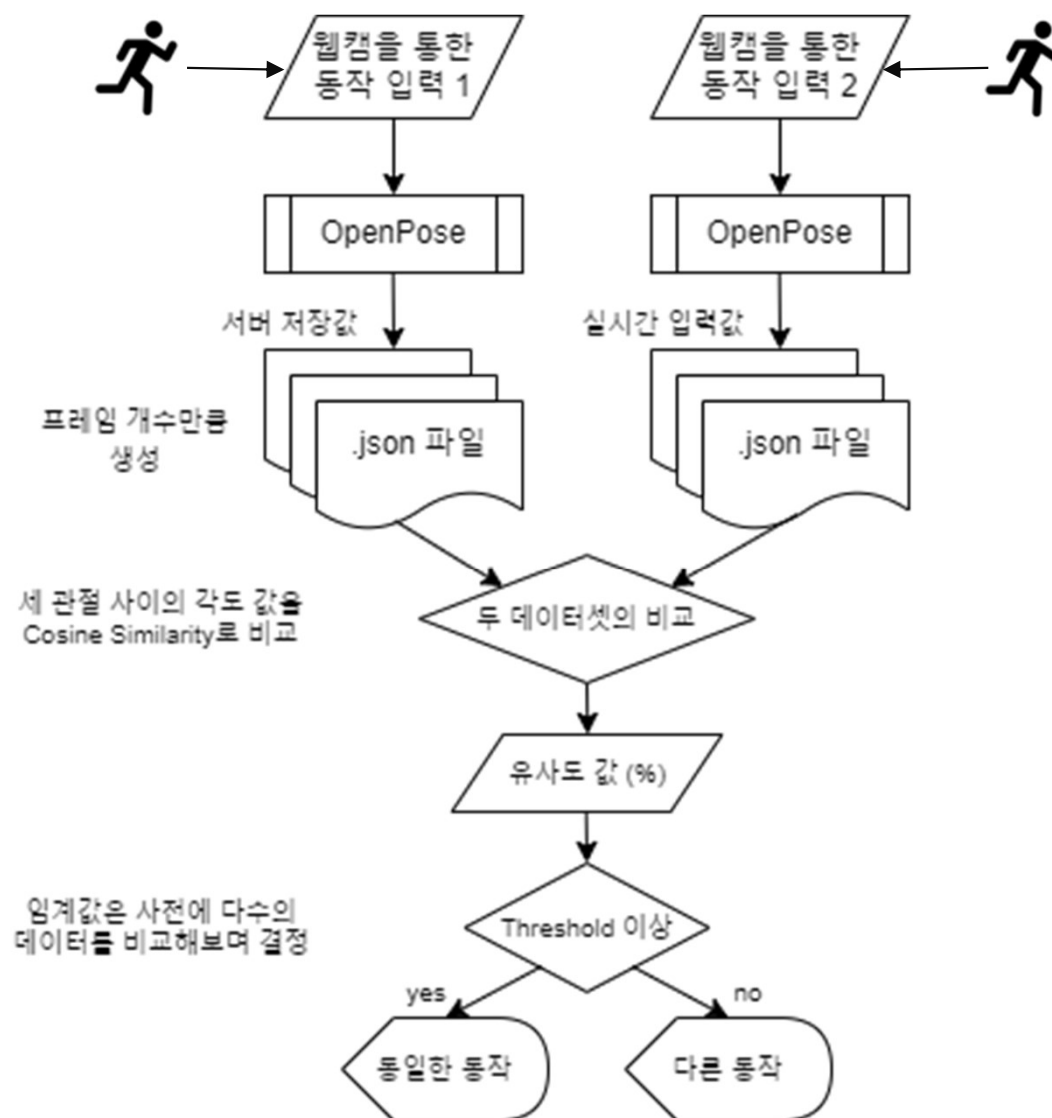 웹캠을 통한
동작 입력 1
웹캠을 통한
동작 입력 2
OpenPose
OpenPose
서버 저장값
실시간 입력값
프레임 개수만큼
생성
.json 파일
.json 파일
세 관절 사이의 각도 값을
Cosine Similarity로 비교
두 데이터셋의 비교
유사도 값 (%)
임계값은 사전에 다수의
데이터를 비교해보며 결정
Threshold 이상
yes
no
동일한 동작
다른 동작